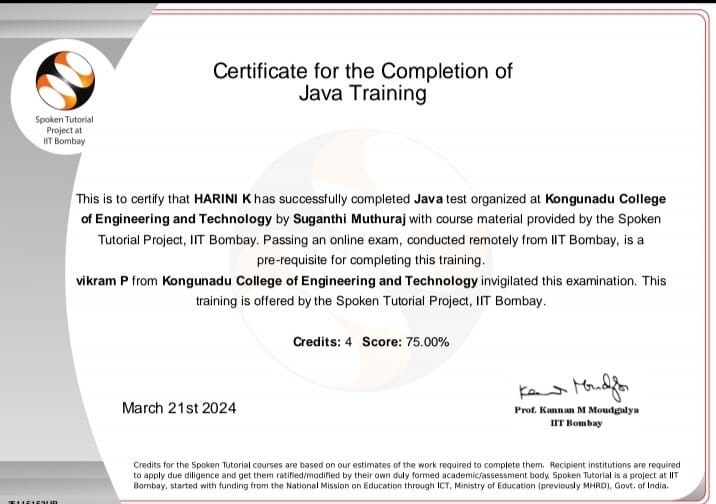 Spoken Tutorial
Project at
IIT Bombay
Certificate for the Completion of
Java Training
This is to certify that HARINI K has successfully completed Java test organized at Kongunadu College
of Engineering and Technology by Suganthi Muthuraj with course material provided by the Spoken
Tutorial Project, IIT Bombay. Passing an online exam, conducted remotely from IIT Bombay, is a
pre-requisite for completing this training.
vikram P from Kongunadu College of Engineering and Technology invigilated this examination. This
training is offered by the Spoken Tutorial Project, IIT Bombay.
Credits: 4 Score: 75.00%
March 21st 2024
Prof. Kannan M Moudgalya
IIT Bombay
Credits for the Spoken Tutorial courses are based on our estimates of the work required to complete them. Recipient institutions are required
to apply due diligence and get them ratified/modified by their own duly formed academic/assessment body. Spoken Tutorial is a project at IIT
Bombay, started with funding from the National Mission on Education through ICT, Ministry of Education (previously MHRD), Govt. of India.